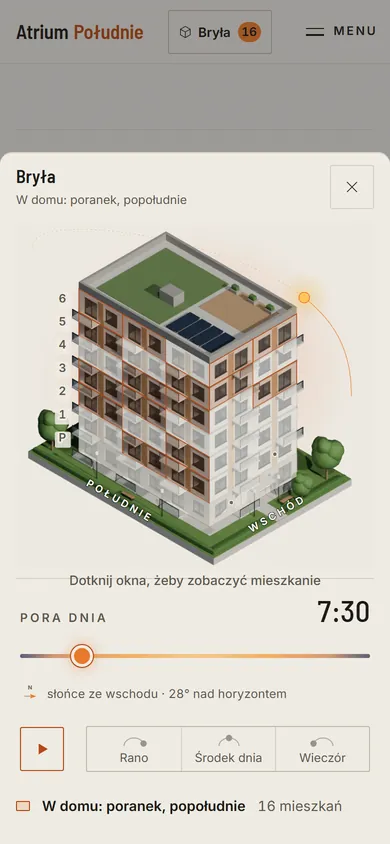 Atrium Południe
Bryła 16
MENU
Bryła
W domu: poranek, popołudnie
6
5
4
3
2
1
P
POŁUDNIE
WSCHÓD
Dotknij okna, żeby zobaczyć mieszkanie
PORA DNIA
7:30
N
słońce ze wschodu · 28° nad horyzontem
Rano
Środek dnia
Wieczór
W domu: poranek, popołudnie 16 mieszkań